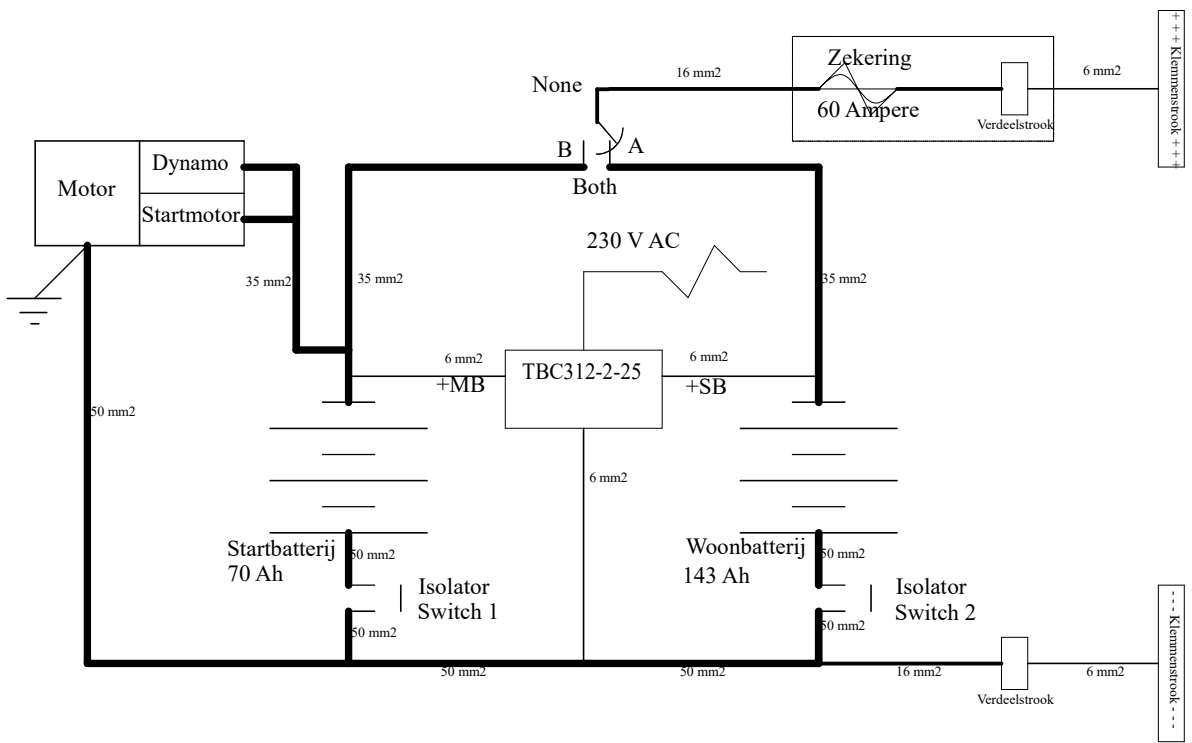 + + + Klemmenstrook + + +
Zekering
16 mm2
6 mm2
None
60 Ampere
Verdeelstrook
B
A
Dynamo
Both
Motor
Startmotor
230 V AC
35 mm2
35 mm2
35 mm2
6 mm2
6 mm2
TBC312-2-25
+MB
+SB
50 mm2
6 mm2
Startbatterij
70 Ah
50 mm2
Woonbatterij
143 Ah
50 mm2
Isolator
Switch 1
Isolator
Switch 2
50 mm2
50 mm2
50 mm2
50 mm2
16 mm2
6 mm2
Verdeelstrook
- - - Klemmenstrook - - -